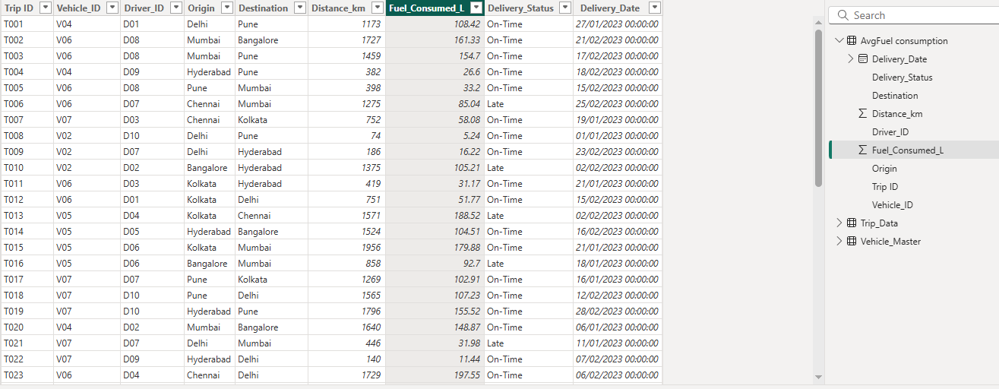 Trip ID Vehicle_ID Driver_ID Origin Destination Distance_km Fuel_Consumed_L Delivery_Status Delivery_Date
T001 V04 D01 Delhi Pune 1173 108.42 On-Time 27/01/2023 00:00:00
T002 V06 D08 Mumbai Bangalore 1727 161.33 On-Time 21/02/2023 00:00:00
T003 V06 D08 Mumbai Pune 1459 154.7 On-Time 17/02/2023 00:00:00
T004 V04 D09 Hyderabad Pune 382 26.6 On-Time 18/02/2023 00:00:00
T005 V06 D08 Pune Mumbai 398 33.2 On-Time 15/02/2023 00:00:00
T006 V06 D07 Chennai Mumbai 1275 85.04 Late 25/02/2023 00:00:00
T007 V07 D03 Chennai Kolkata 752 58.08 On-Time 19/01/2023 00:00:00
T008 V02 D10 Delhi Pune 74 5.24 On-Time 01/01/2023 00:00:00
T009 V02 D07 Delhi Hyderabad 186 16.22 On-Time 23/02/2023 00:00:00
T010 V02 D02 Bangalore Hyderabad 1375 105.21 Late 02/02/2023 00:00:00
T011 V06 D03 Kolkata Hyderabad 419 31.17 On-Time 21/01/2023 00:00:00
T012 V06 D01 Kolkata Delhi 751 51.77 On-Time 15/02/2023 00:00:00
T013 V05 D04 Kolkata Chennai 1571 188.52 Late 02/02/2023 00:00:00
T014 V05 D05 Hyderabad Bangalore 1524 104.51 On-Time 16/02/2023 00:00:00
T015 V05 D06 Kolkata Mumbai 1956 179.88 On-Time 21/01/2023 00:00:00
T016 V05 D06 Bangalore Mumbai 858 92.7 Late 18/01/2023 00:00:00
T017 V07 D07 Pune Kolkata 1269 102.91 On-Time 16/01/2023 00:00:00
T018 V07 D10 Pune Delhi 1565 107.23 On-Time 12/02/2023 00:00:00
T019 V07 D10 Hyderabad Pune 1796 155.52 On-Time 28/02/2023 00:00:00
T020 V04 D02 Mumbai Bangalore 1640 148.87 On-Time 06/01/2023 00:00:00
T021 V07 D07 Delhi Mumbai 446 31.98 Late 11/01/2023 00:00:00
T022 V07 D09 Hyderabad Delhi 140 11.44 On-Time 07/02/2023 00:00:00
T023 V06 D04 Chennai Delhi 1729 197.55 On-Time 06/02/2023 00:00:00
Search
AvgFuel consumption
Delivery_Date
Delivery_Status
Destination
Σ Distance_km
Driver_ID
Σ Fuel_Consumed_L
Origin
Trip ID
Vehicle_ID
Trip_Data
Vehicle_Master